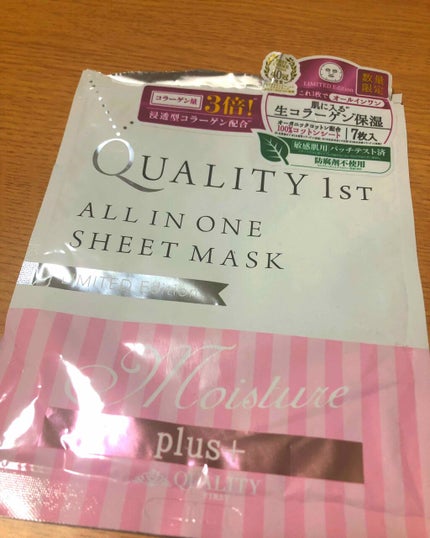 LIMITED Edition
数量
限定
これ1枚で オールインワン
コラーゲン量 3倍!
浸透型コラーゲン配合
肌に入る
生コラーゲン保湿
オーガニックコットン配合
100%コットンシート 7枚入
敏感肌用 パッチテスト済
防腐剤不使用
QUALITY 1ST
ALL IN ONE
SHEET MASK
LIMITED Edition
Moisture
plus+
QUALITY
FIRST